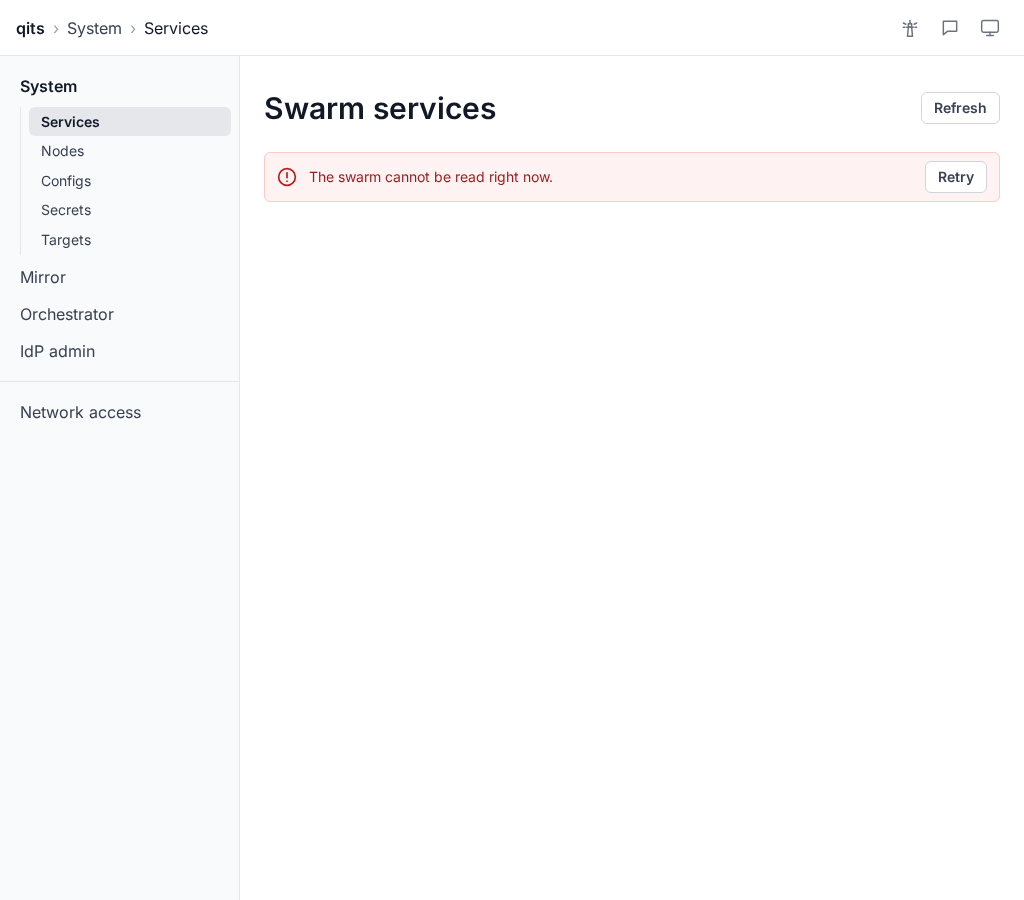 qits › System › Services
System
Services
Nodes
Configs
Secrets
Targets
Mirror
Orchestrator
IdP admin
Network access
Swarm services
Refresh
The swarm cannot be read right now.
Retry